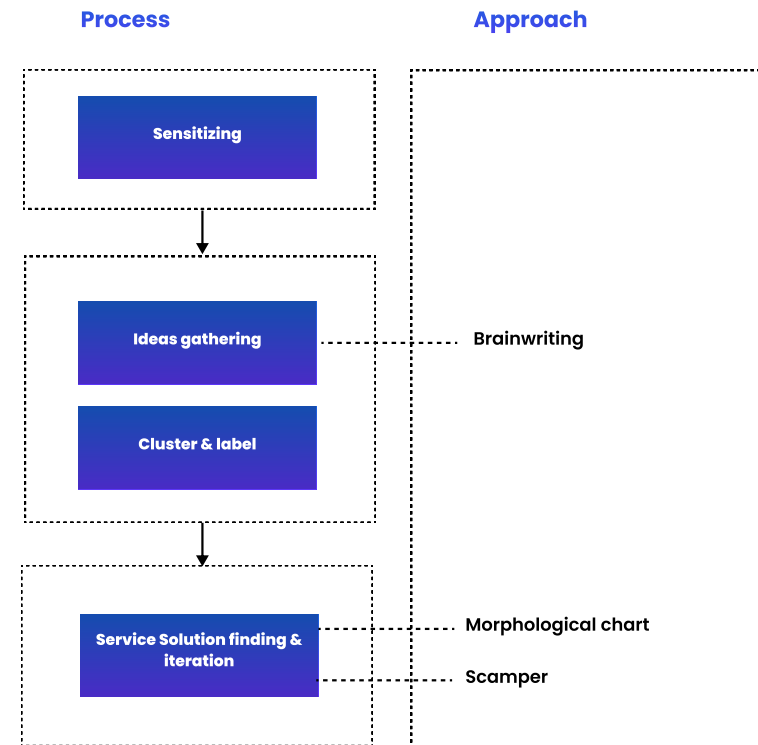 Process
Approach
Sensitizing
Ideas gathering
Brainwriting
Cluster & label
Service Solution finding &
iteration
Morphological chart
Scamper